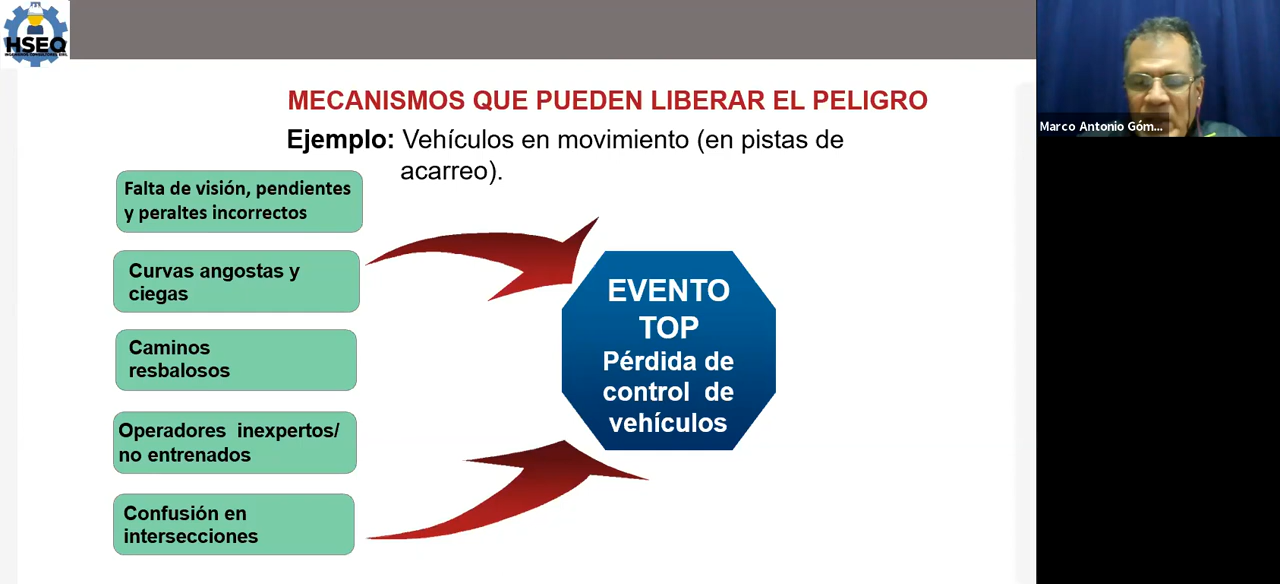 HSEQ
MECANISMOS QUE PUEDEN LIBERAR EL PELIGRO
Ejemplo: Vehículos en movimiento (en pistas de
acarreo).
Falta de visión, pendientes
y peraltes incorrectos
Curvas angostas y
ciegas
Caminos
resbalosos
Operadores inexpertos/
no entrenados
Confusión en
intersecciones
EVENTO
TOP
Pérdida de
control de
vehículos
Marco Antonio Góm...